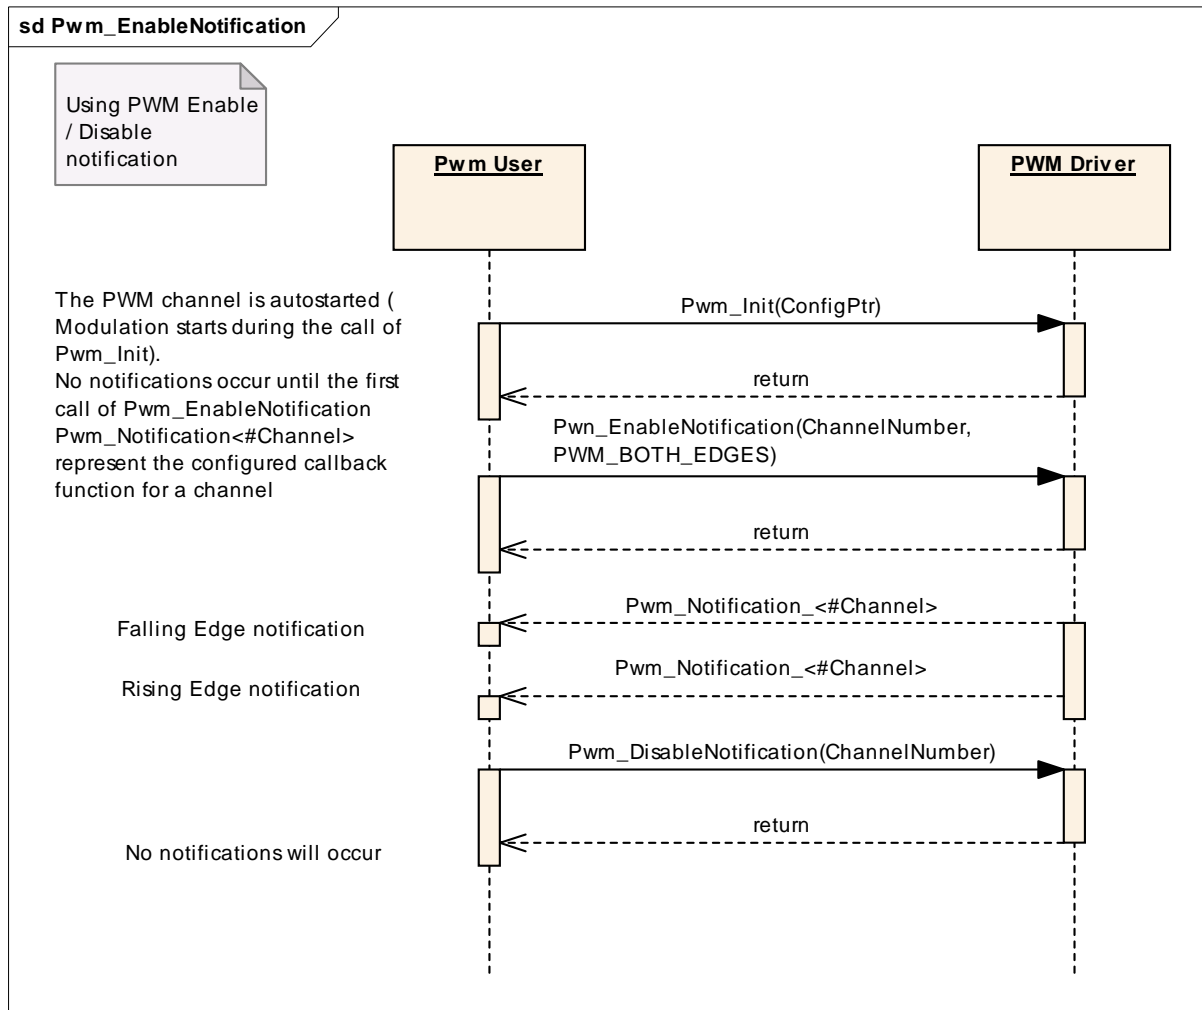 sd Pwm_EnableNotification
Using PWM Enable
/ Disable
notification
Pwm User
PWM Driver
The PWM channel is autostarted (
Modulation starts during the call of
Pwm_Init).
No notifications occur until the first
call of Pwm_EnableNotification
Pwm_Notification<#Channel>
represent the configured callback
function for a channel
Pwm_Init(ConfigPtr)
return
Pwn_EnableNotification(ChannelNumber,
PWM_BOTH_EDGES)
return
Pwm_Notification_<#Channel>
Falling Edge notification
Pwm_Notification_<#Channel>
Rising Edge notification
Pwm_DisableNotification(ChannelNumber)
return
No notifications will occur